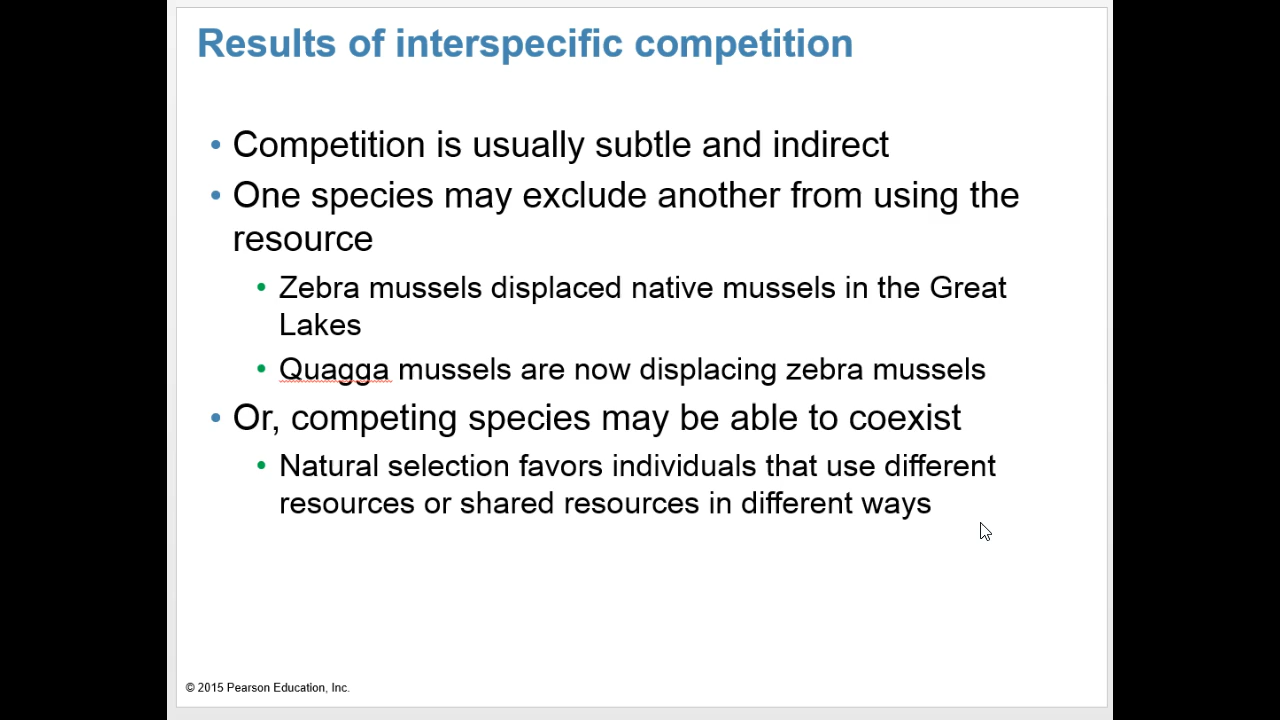 Results of interspecific competition
• Competition is usually subtle and indirect
• One species may exclude another from using the
resource
• Zebra mussels displaced native mussels in the Great
Lakes
• Quagga mussels are now displacing zebra mussels
• Or, competing species may be able to coexist
• Natural selection favors individuals that use different
resources or shared resources in different ways
© 2015 Pearson Education, Inc.